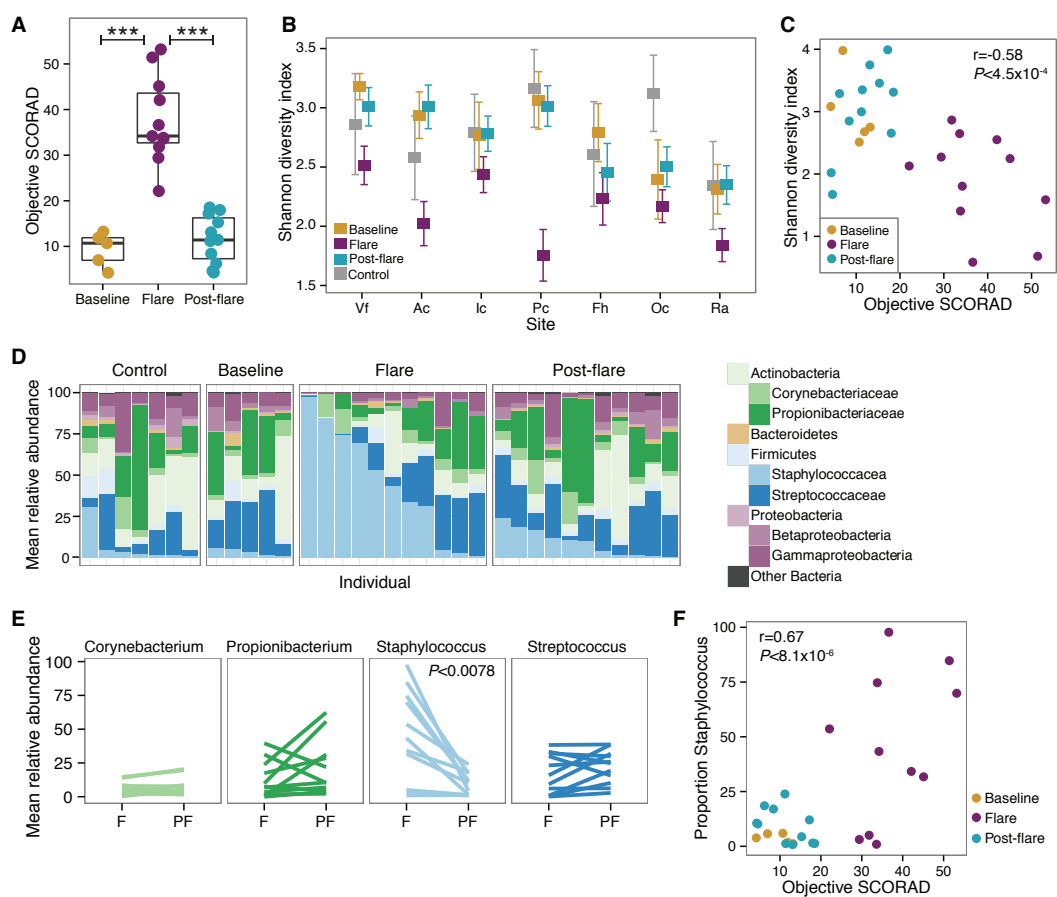 A
***
***
Objective SCORAD
50
40
30
20
10
Baseline
Flare
Post-flare
B
Shannon diversity index
3.5
3.0
2.5
2.0
1.5
Baseline
Flare
Post-flare
Control
Vf
Ac
Ic
Pc
Fh
Oc
Ra
Site
C
Shannon diversity index
4
3
2
1
r=-0.58
P<4.5x10-4
Baseline
Flare
Post-flare
10
20
30
40
50
Objective SCORAD
D
Mean relative abundance
100
75
50
25
0
Control
Baseline
Flare
Post-flare
Individual
Actinobacteria
Corynebacteriaceae
Propionibacteriaceae
Bacteroidetes
Firmicutes
Staphylococcacea
Streptococcaceae
Proteobacteria
Betaproteobacteria
Gammaproteobacteria
Other Bacteria
E
Mean relative abundance
100
75
50
25
0
Corynebacterium
Propionibacterium
Staphylococcus
Streptococcus
P<0.0078
F
PF
F
PF
F
PF
F
PF
F
Proportion Staphylococcus
100
75
50
25
0
r=0.67
P<8.1x10-6
10
20
30
40
50
Objective SCORAD
Baseline
Flare
Post-flare